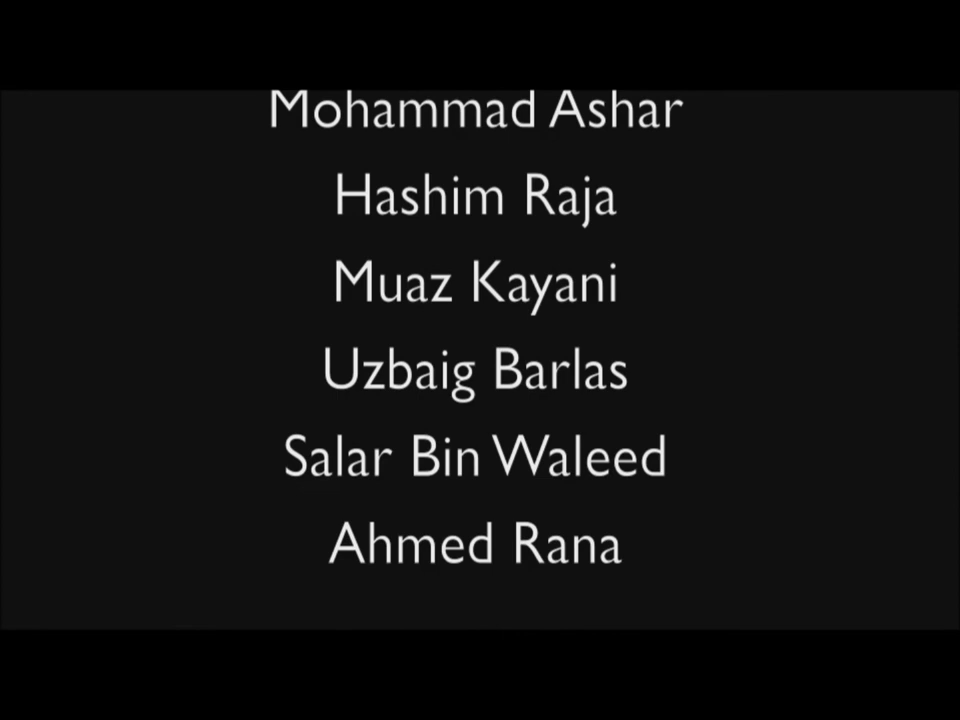 Mohammad Ashar
Hashim Raja
Muaz Kayani
Uzbaig Barlas
Salar Bin Waleed
Ahmed Rana